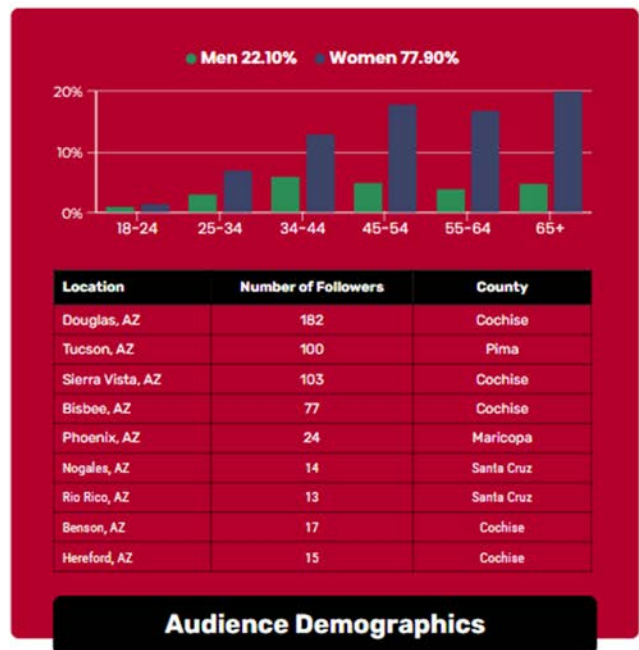 Men 22.10% Women 77.90%
20%
10%
0%
18-24 25-34 34-44 45-54 55-64 65+
Location Number of Followers County
Douglas, AZ 182 Cochise
Tucson, AZ 100 Pima
Sierra Vista, AZ 103 Cochise
Bisbee, AZ 77 Cochise
Phoenix, AZ 24 Maricopa
Nogales, AZ 14 Santa Cruz
Rio Rico, AZ 13 Santa Cruz
Benson, AZ 17 Cochise
Hereford, AZ 15 Cochise
Audience Demographics